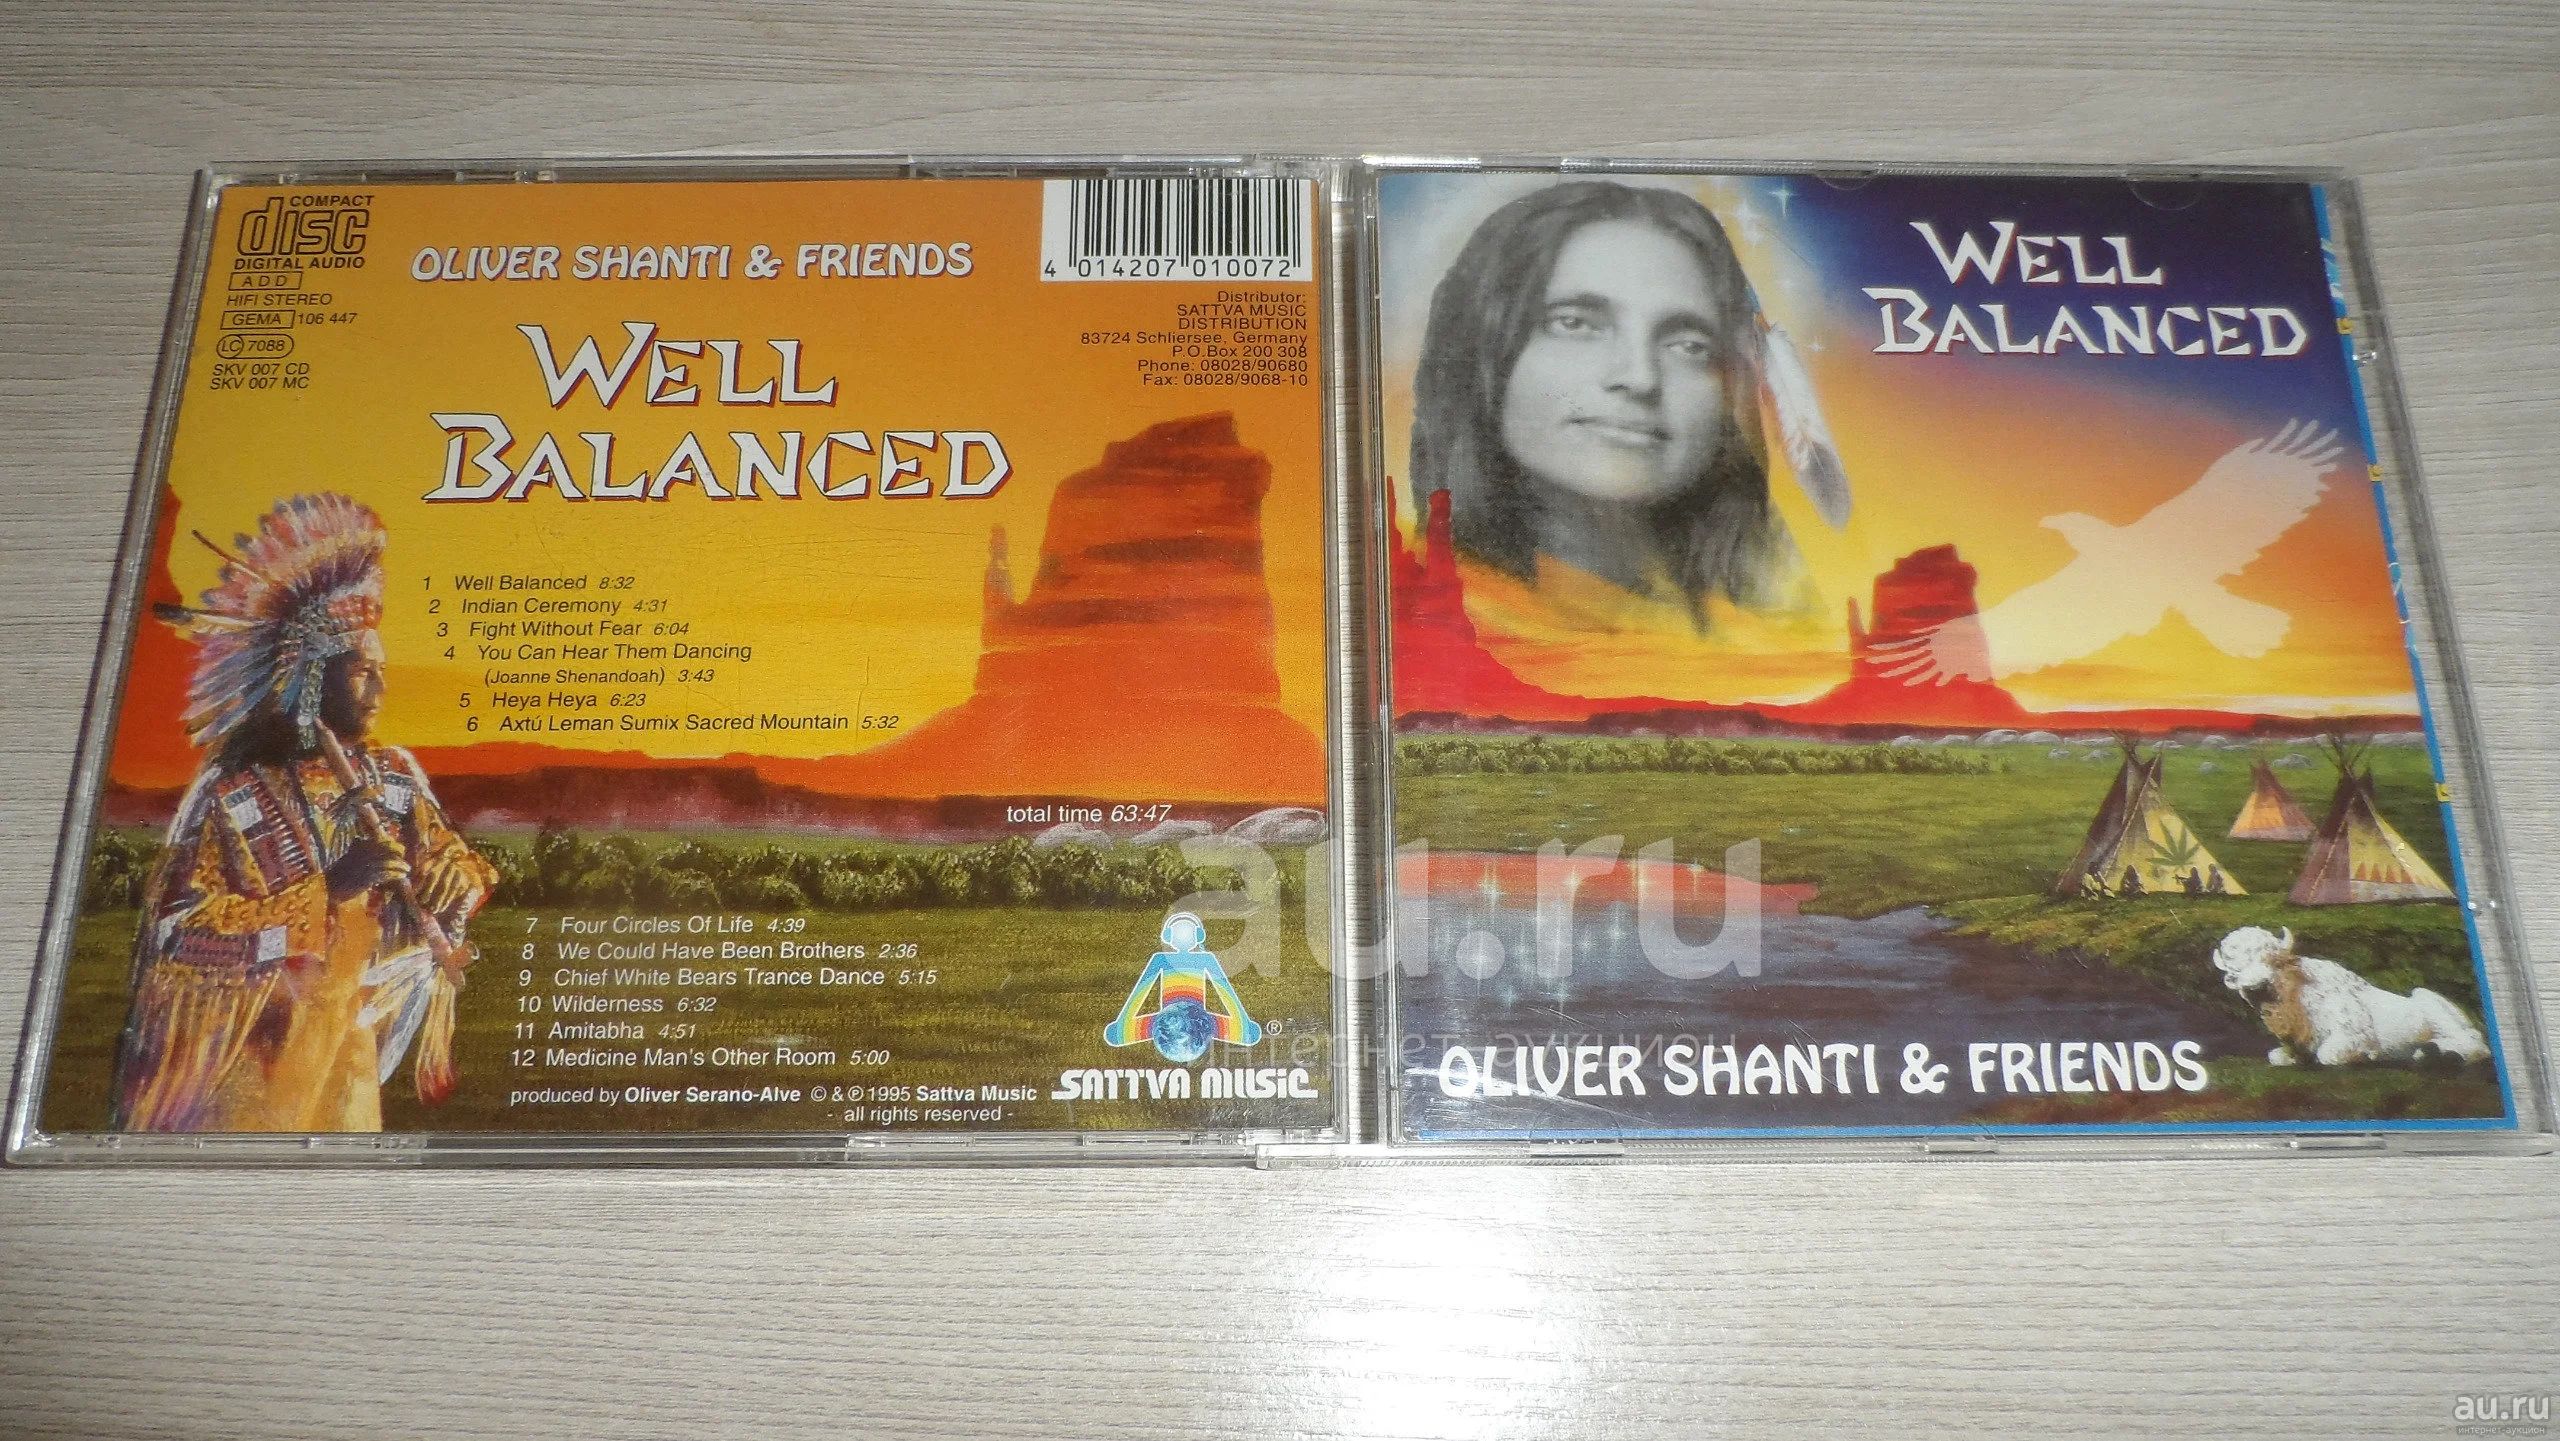 COMPACT
disc
DIGITAL AUDIO
ADD
HIFI STEREO
GEMA 106 447
LC 7088
SKV 007 CD
SKV 007 MC
OLIVER SHANTI & FRIENDS
WELL
BALANCED
4 014207 010072
Distributor:
SATTVA MUSIC
DISTRIBUTION
83724 Schliersee, Germany
P.O.Box 200 308
Phone: 08028/90680
Fax: 08028/9068-10
1 Well Balanced 8:32
2 Indian Ceremony 4:31
3 Fight Without Fear 6:04
4 You Can Hear Them Dancing
(Joanne Shenandoah) 3:43
5 Heya Heya 6:23
6 Axtú Leman Sumix Sacred Mountain 5:32
total time 63:47
7 Four Circles Of Life 4:39
8 We Could Have Been Brothers 2:36
9 Chief White Bears Trance Dance 5:15
10 Wilderness 6:32
11 Amitabha 4:51
12 Medicine Man's Other Room 5:00
produced by Oliver Serano-Alve © & ℗ 1995 Sattva Music
- all rights reserved -
®
SATTVA MUSIC
WELL
BALANCED
OLIVER SHANTI & FRIENDS
au.ru
интернет-аукцион
au.ru
интернет-аукцион